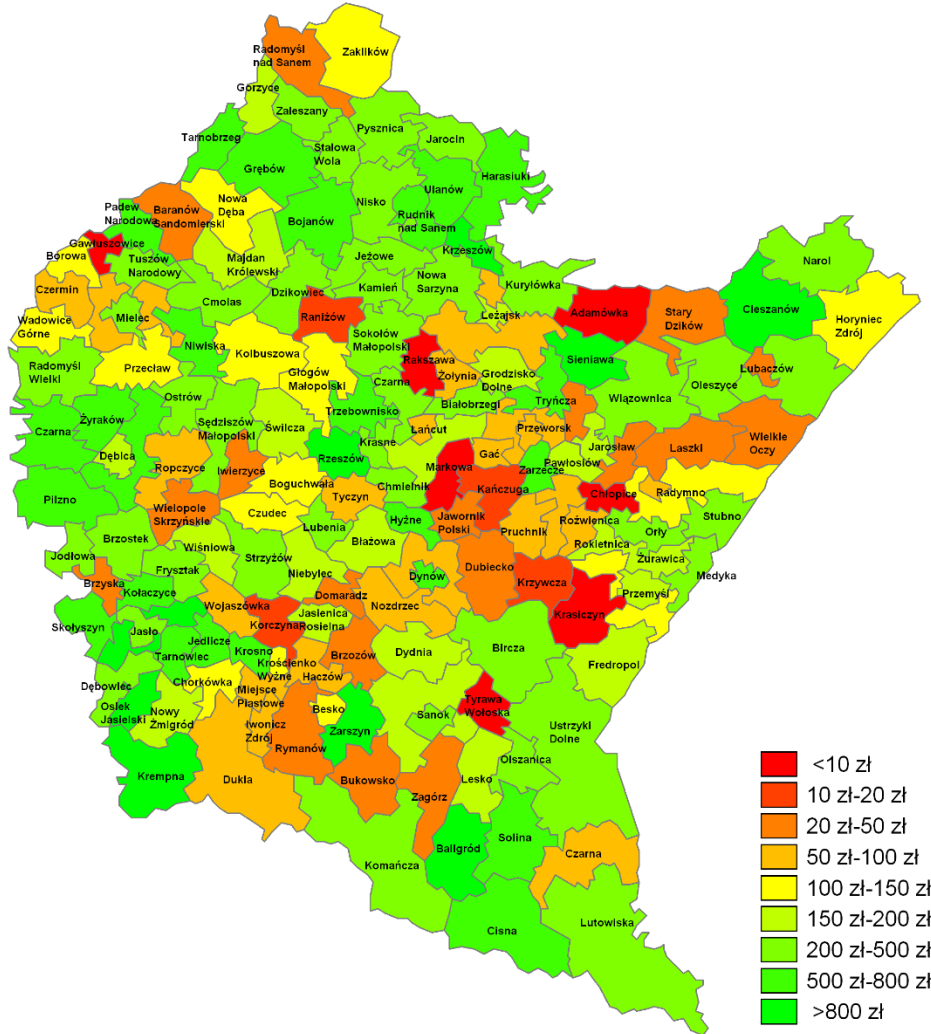 Radomyśl
nad Sanem
Zaklików
Gorzyce
Zaleszany
Pysznica
Tarnobrzeg
Stalowa
Wola
Jarocin
Grębów
Harasiuki
Ulanów
Nisko
Nowa
Dęba
Padew
Narodowa
Baranów
Sandomierski
Bojanów
Rudnik
nad Sanem
Gawłuszowice
Borowa
Tuszów
Narodowy
Majdan
Królewski
Jeżowe
Krzeszów
Narol
Czermin
Cmolas
Dzikowiec
Kamień
Nowa
Sarzyna
Kuryłówka
Cieszanów
Wadowice
Górne
Mielec
Raniżów
Leżajsk
Adamówka
Stary
Dzików
Horyniec
Zdrój
Niwiska
Kolbuszowa
Sokołów
Małopolski
Rakszawa
Sieniawa
Radomyśl
Wielki
Przecław
Głogów
Małopolski
Czarna
Żołynia
Grodzisko
Dolne
Lubaczów
Oleszyce
Ostrów
Trzebownisko
Białobrzegi
Tryńcza
Wiązownica
Czarna
Żyraków
Sędziszów
Małopolski
Świlcza
Krasne
Łańcut
Przeworsk
Wielkie
Oczy
Dębica
Ropczyce
Iwierzyce
Rzeszów
Markowa
Gać
Zarzecze
Pawłosiów
Jarosław
Laszki
Pilzno
Boguchwała
Tyczyn
Chmielnik
Kańczuga
Chłopice
Radymno
Wielopole
Skrzyńskie
Czudec
Lubenia
Hyżne
Jawornik
Polski
Pruchnik
Roźwienica
Stubno
Brzostek
Wiśniowa
Strzyżów
Błażowa
Rokietnica
Orły
Żurawica
Jodłowa
Frysztak
Niebylec
Dynów
Dubiecko
Krzywcza
Medyka
Brzyska
Kołaczyce
Domaradz
Nozdrzec
Przemyśl
Skołyszyn
Wojaszówka
Korczyna
Jasienica
Rosielna
Krasiczyn
Jasło
Jedlicze
Tarnowiec
Krosno
Krościenko
Wyżne
Brzozów
Dydnia
Bircza
Fredropol
Dębowiec
Chorkówka
Haczów
Miejsce
Piastowe
Osiek
Jasielski
Nowy
Żmigród
Iwonicz
Zdrój
Besko
Zarszyn
Sanok
Tyrawa
Wołoska
Ustrzyki
Dolne
Rymanów
Olszanica
Krempna
Dukla
Bukowsko
Zagórz
Lesko
Komańcza
Baligród
Solina
Czarna
Lutowiska
Cisna
<10 zł
10 zł-20 zł
20 zł-50 zł
50 zł-100 zł
100 zł-150 zł
150 zł-200 zł
200 zł-500 zł
500 zł-800 zł
>800 zł